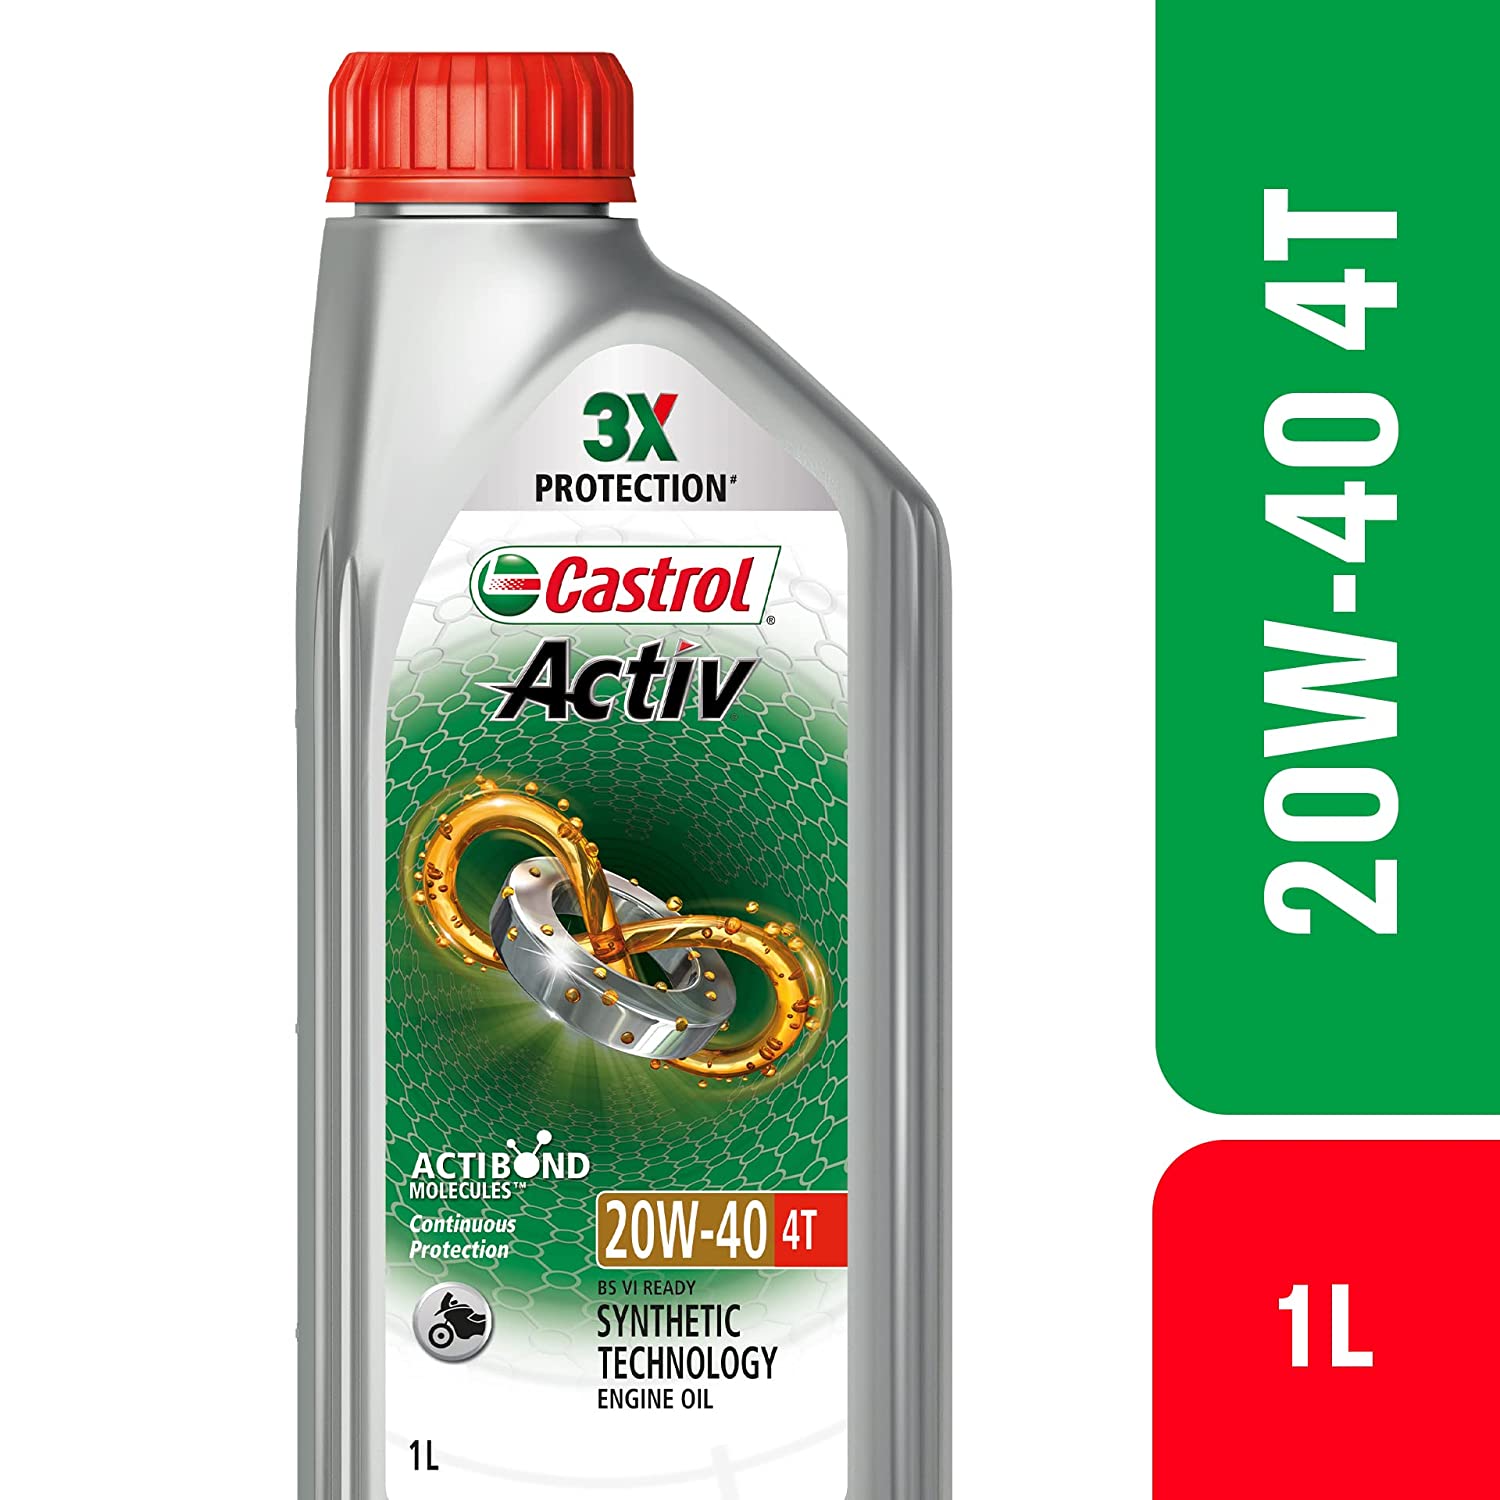 3X
PROTECTION#
Castrol®
Activ®
ACTIBOND
MOLECULES™
Continuous
Protection
20W-40 4T
BS VI READY
SYNTHETIC
TECHNOLOGY
ENGINE OIL
1L
20W-40 4T
1L